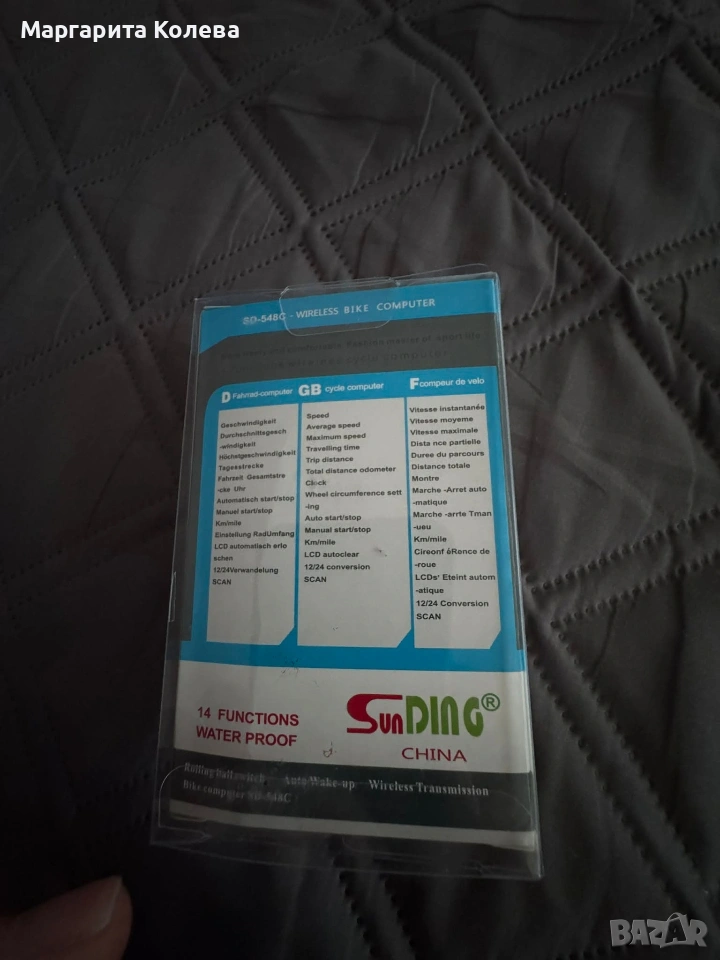 Маргарита Колева
SD-548C - WIRELESS BIKE COMPUTER
D Fahrrad-computer
Geschwindigkeit
Durchschnittsgesch
-windigkeit
Höchstgeschwindigkeit
Tagesstrecke
Fahrzeit Gesamtstre
-cke Uhr
Automatisch start/stop
Manuel start/stop
Km/mile
Einstellung RadUmfang
LCD automatisch erlo
schen
12/24Verwandelung
SCAN
GB cycle computer
Speed
Average speed
Maximum speed
Travelling time
Trip distance
Total distance odometer
Clock
Wheel circumference sett
-ing
Auto start/stop
Manual start/stop
Km/mile
LCD autoclear
12/24 conversion
SCAN
F compeur de velo
Vitesse instantanée
Vitesse moyeme
Vitesse maximale
Dista nce partielle
Duree du parcours
Distance totale
Montre
Marche -Arret auto
-matique
Marche -arrte Tman
-ueu
Km/mile
Cireonf éRence de
-roue
LCDs' Eteint autom
-atique
12/24 Conversion
SCAN
14 FUNCTIONS
WATER PROOF
SunDING®
CHINA
Rolling ball switch Auto Wake-up Wireless Transmission
Bike computer SD-548C
BAZAR